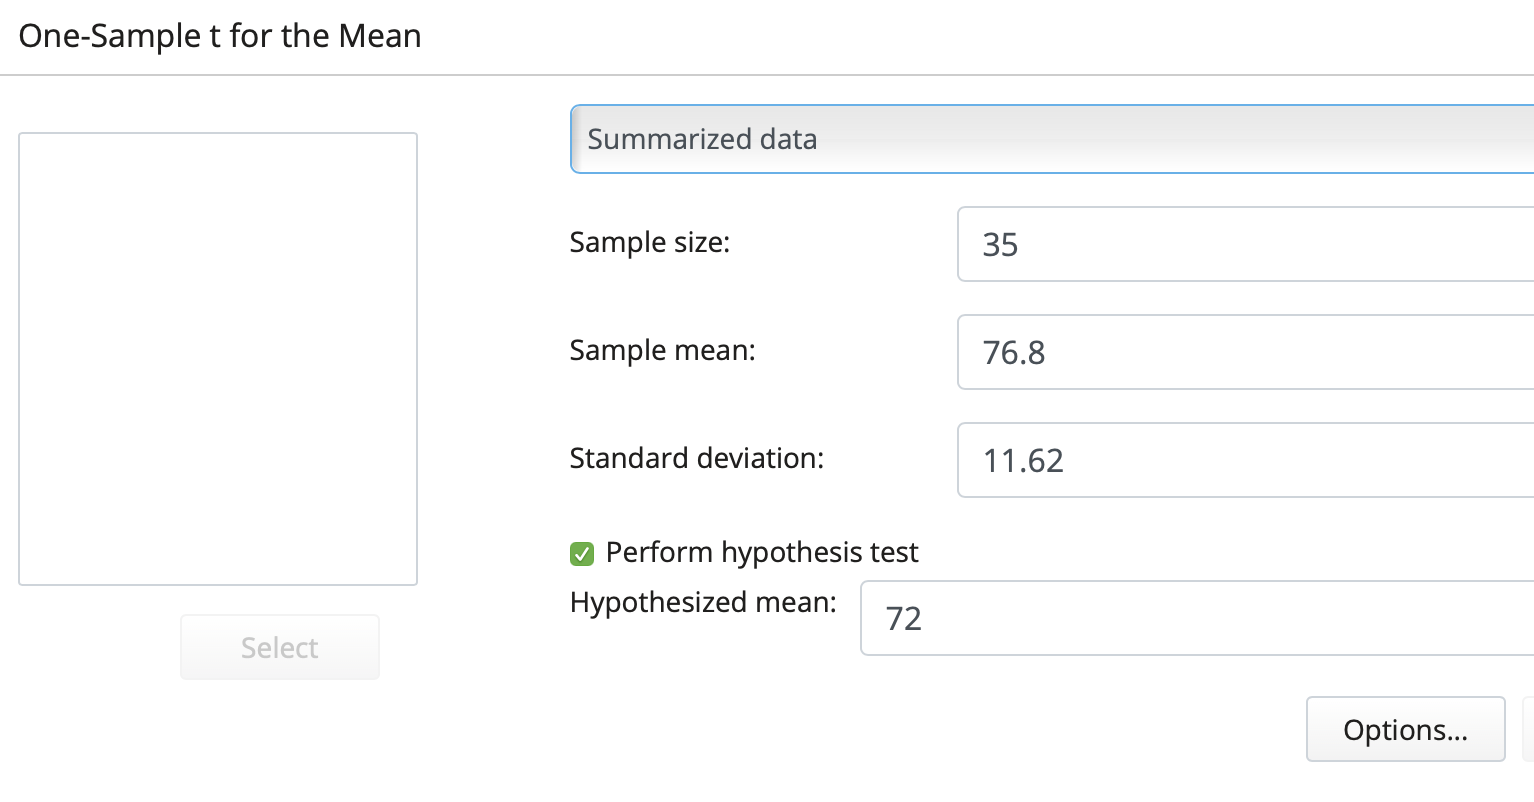 One-Sample t for the Mean
Summarized data
Sample size: 35
Sample mean: 76.8
Standard deviation: 11.62
Perform hypothesis test
Hypothesized mean: 72
Select
Options...